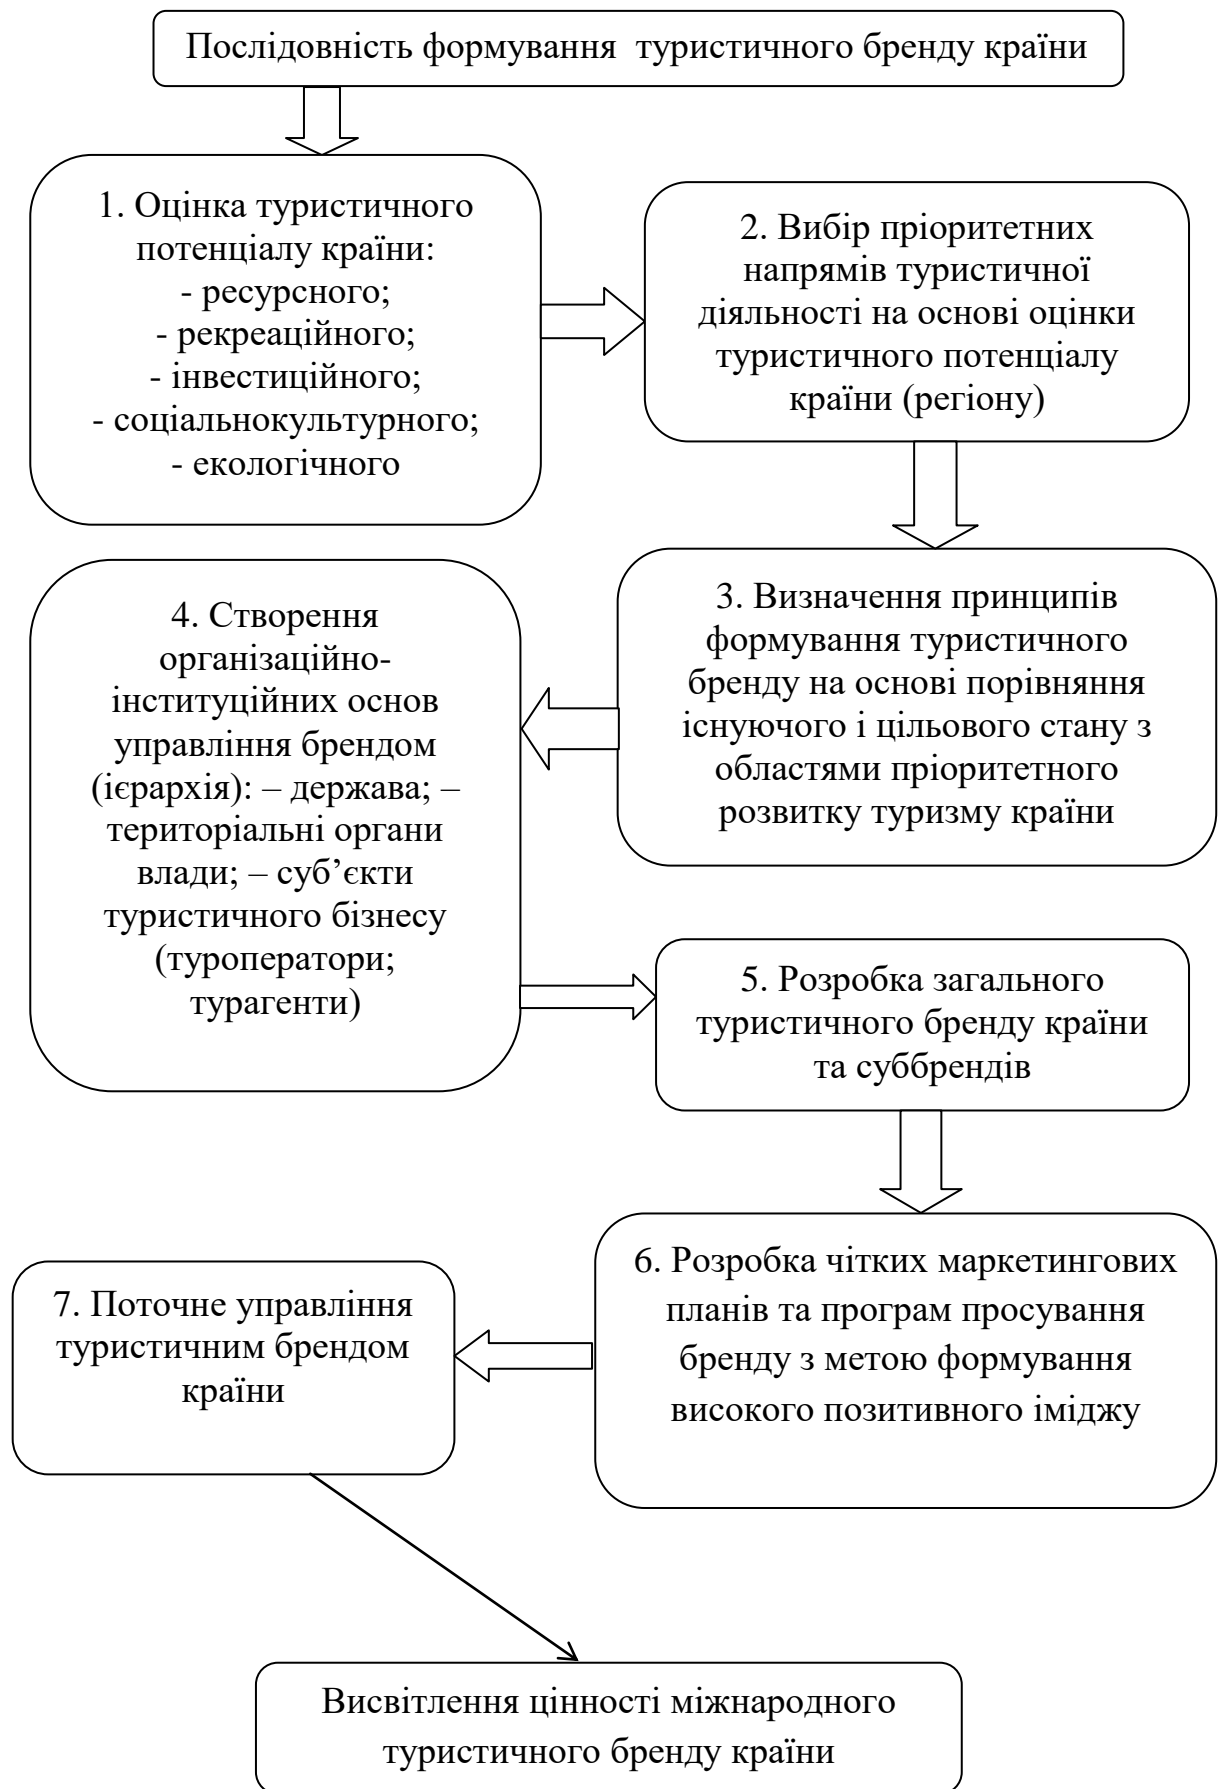 Послідовність формування туристичного бренду країни
1. Оцінка туристичного
потенціалу країни:
- ресурсного;
- рекреаційного;
- інвестиційного;
- соціальнокультурного;
- екологічного
2. Вибір пріоритетних
напрямів туристичної
діяльності на основі оцінки
туристичного потенціалу
країни (регіону)
3. Визначення принципів
формування туристичного
бренду на основі порівняння
існуючого і цільового стану з
областями пріоритетного
розвитку туризму країни
4. Створення
організаційно-
інституційних основ
управління брендом
(ієрархія): – держава; –
територіальні органи
влади; – суб’єкти
туристичного бізнесу
(туроператори;
турагенти)
5. Розробка загального
туристичного бренду країни
та суббрендів
6. Розробка чітких маркетингових
планів та програм просування
бренду з метою формування
високого позитивного іміджу
7. Поточне управління
туристичним брендом
країни
Висвітлення цінності міжнародного
туристичного бренду країни